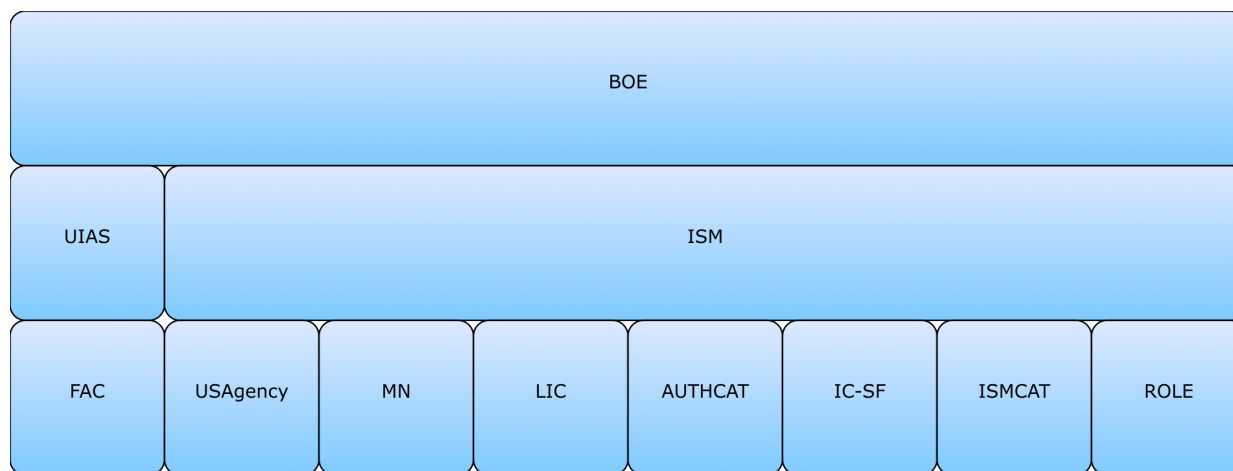 BOE
UIAS
ISM
FAC
USAgency
MN
LIC
AUTHCAT
IC-SF
ISMCAT
ROLE